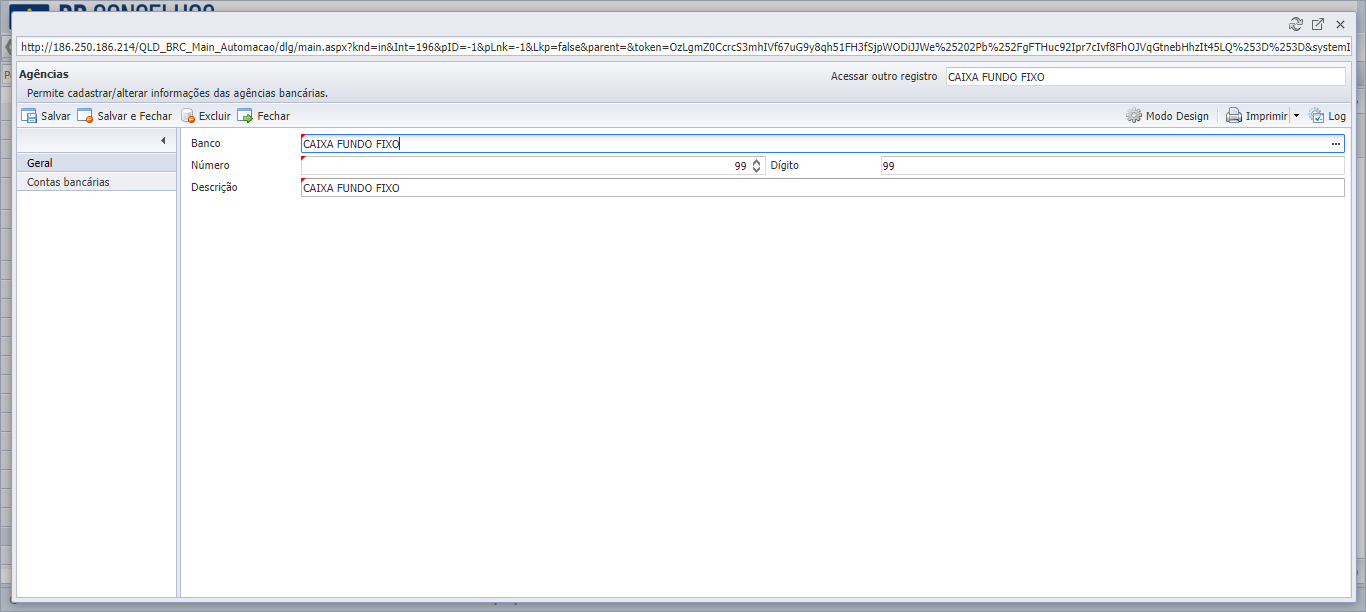 BR CONSELHOS
http://186.250.186.214/QLD_BRC_Main_Automacao/dlg/main.aspx?knd=in&Int=196&pID=-1&pLnk=-1&Lkp=false&parent=&token=OzLgmZ0CcrcS3mhIVf67uG9y8qh51FH3fSjpWODiJJWe%25202Pb%252FgFTHuc92Ipr7cIvf8FhOJVqGtnebHhzIt45LQ%253D%253D&systemI
Agências
Acessar outro registro CAIXA FUNDO FIXO
Permite cadastrar/alterar informações das agências bancárias.
Salvar Salvar e Fechar Excluir Fechar Modo Design Imprimir Log
Banco CAIXA FUNDO FIXO ...
Geral
Número 99 Dígito 99
Contas bancárias
Descrição CAIXA FUNDO FIXO